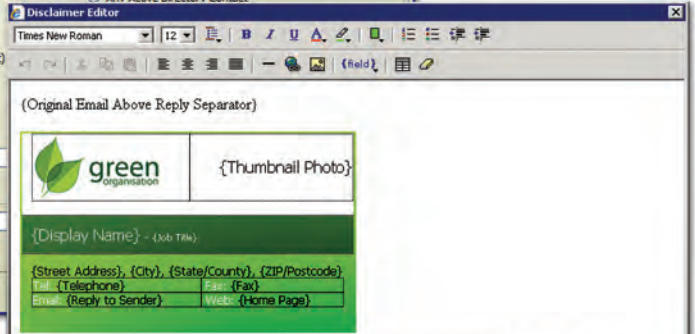 Disclaimer Editor
Times New Roman 12 B I U A {field}
{Original Email Above Reply Separator}
green
organisation
{Thumbnail Photo}
{Display Name} - {Job Title}
{Street Address}, {City}, {State/County}, {ZIP/Postcode}
Tel: {Telephone} Fax: {Fax}
Email: {Reply to Sender} Web: {Home Page}